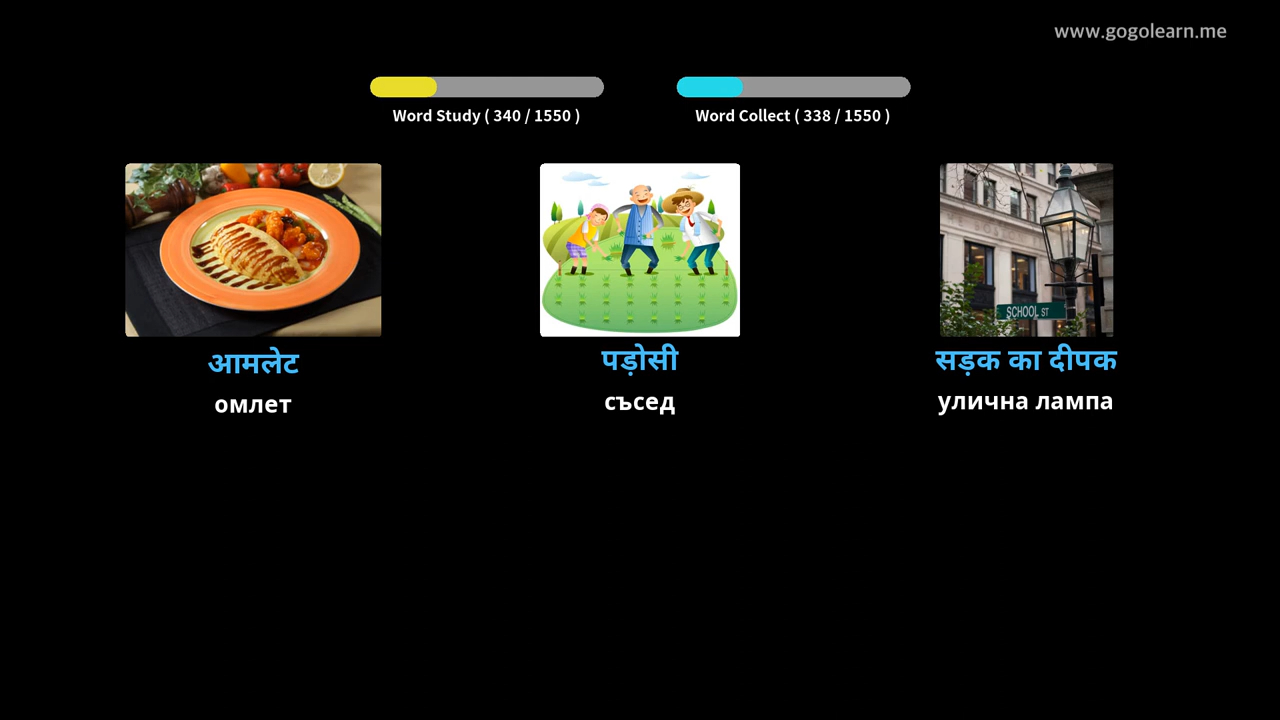 www.gogolearn.me
Word Study ( 340 / 1550 )
Word Collect ( 338 / 1550 )
SCHOOL ST
आमलेट
पड़ोसी
सड़क का दीपक
омлет
съсед
улична лампа